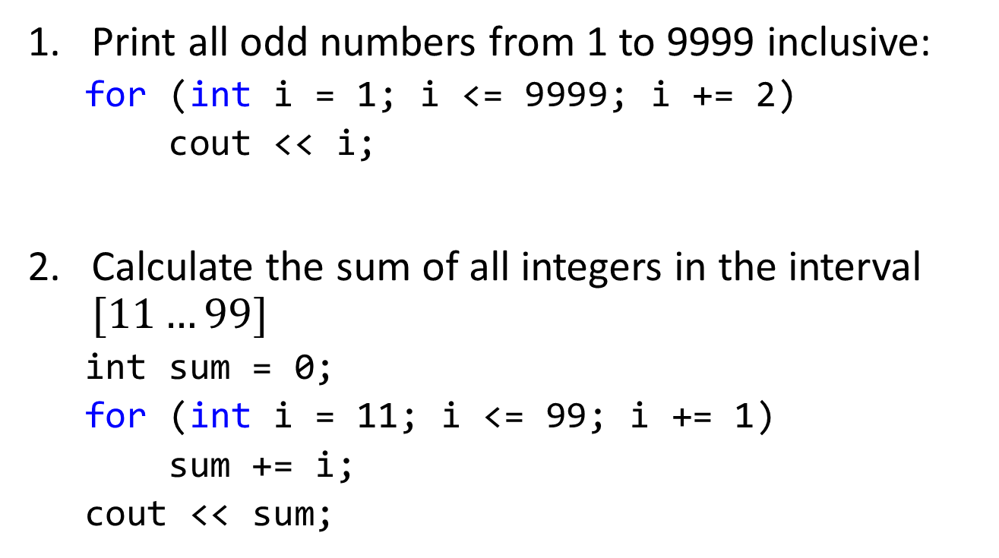 1. Print all odd numbers from 1 to 9999 inclusive:
for (int i = 1; i <= 9999; i += 2)
cout << i;
2. Calculate the sum of all integers in the interval
[11 … 99]
int sum = 0;
for (int i = 11; i <= 99; i += 1)
sum += i;
cout << sum;